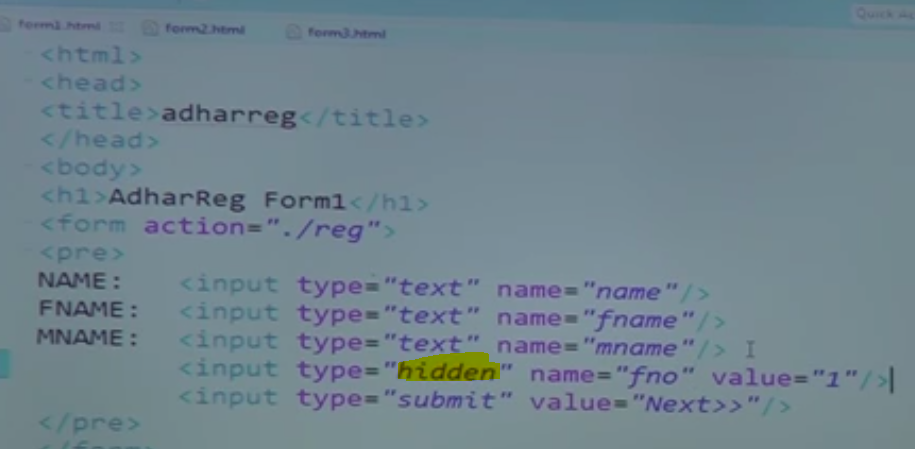 form1.html form2.html form3.html
<html>
<head>
<title>adharreg</title>
</head>
<body>
<h1>AdharReg Form1</h1>
<form action="./reg">
<pre>
NAME: <input type="text" name="name"/>
FNAME: <input type="text" name="fname"/>
MNAME: <input type="text" name="mname"/>
<input type="hidden" name="fno" value="1"/>
<input type="submit" value="Next>>"/>
</pre>